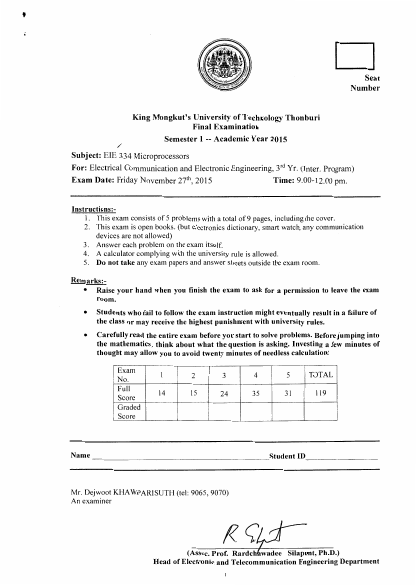 Seat
Number
King Mongkut's University of Technology Thonburi
Final Examination
Semester 1 -- Academic Year 2015
Subject: EIE 334 Microprocessors
For: Electrical Communication and Electronic Engineering, 3rd Yr. (Inter. Program)
Exam Date: Friday November 27th, 2015 Time: 9.00-12.00 pm.
Instructions:-
1. This exam consists of 5 problems with a total of 9 pages, including the cover.
2. This exam is open books. (but electronics dictionary, smart watch, any communication
devices are not allowed)
3. Answer each problem on the exam itself.
4. A calculator complying with the university rule is allowed.
5. Do not take any exam papers and answer sheets outside the exam room.
Remarks:-
• Raise your hand when you finish the exam to ask for a permission to leave the exam
room.
• Students who fail to follow the exam instruction might eventually result in a failure of
the class or may receive the highest punishment with university rules.
• Carefully read the entire exam before you start to solve problems. Before jumping into
the mathematics, think about what the question is asking. Investing a few minutes of
thought may allow you to avoid twenty minutes of needless calculation:
Exam No. 1 2 3 4 5 TOTAL
Full Score 14 15 24 35 31 119
Graded Score
Name Student ID
Mr. Dejwoot KHAWPARISUTH (tel: 9065, 9070)
An examiner
(Assoc. Prof. Rardchawadee Silapunt, Ph.D.)
Head of Electronic and Telecommunication Engineering Department